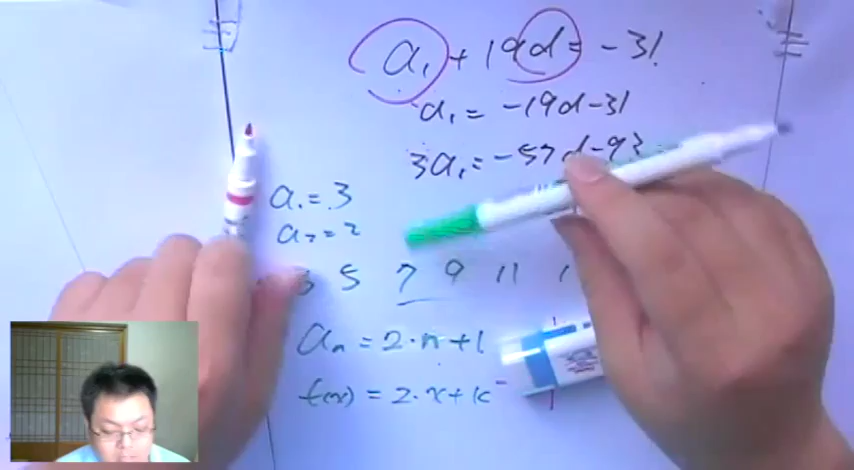 a₁ + 19d = -31
a₁ = -19d - 31
3a₁ = -57d - 93
a₁ = 3
a₇ = ?
3 5 7 9 11 1
aₙ = 2·n+1
f(x) = 2·x+k